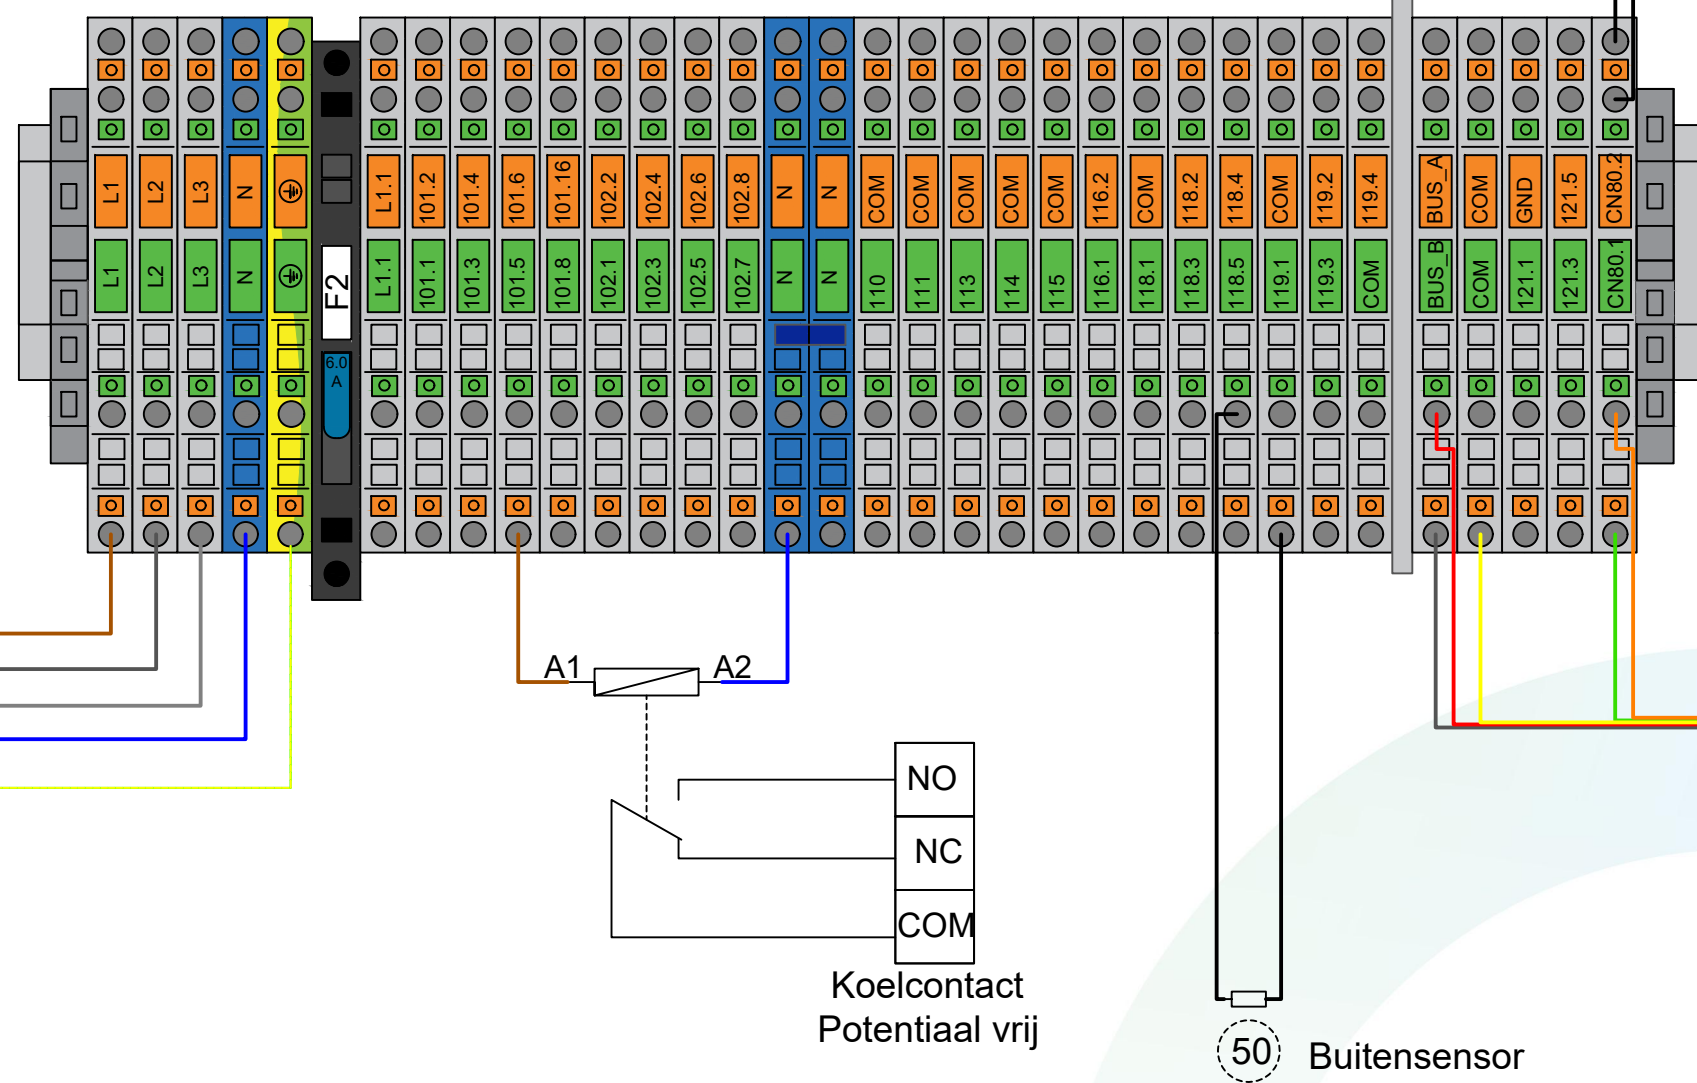 L1 L2 L3 N L1.1 101.2 101.4 101.6 101.16 102.2 102.4 102.6 102.8 N N COM COM COM COM COM 116.2 COM 118.2 118.4 COM 119.2 119.4 BUS_A COM GND 121.5 CN80.2
L1 L2 L3 N F2 L1.1 101.1 101.3 101.5 101.8 102.1 102.3 102.5 102.7 N N 110 111 113 114 115 116.1 118.1 118.3 118.5 119.1 119.3 COM BUS_B COM 121.1 121.3 CN80.1
6.0
A
A1 A2
NO
NC
COM
Koelcontact
Potentiaal vrij
50 Buitensensor